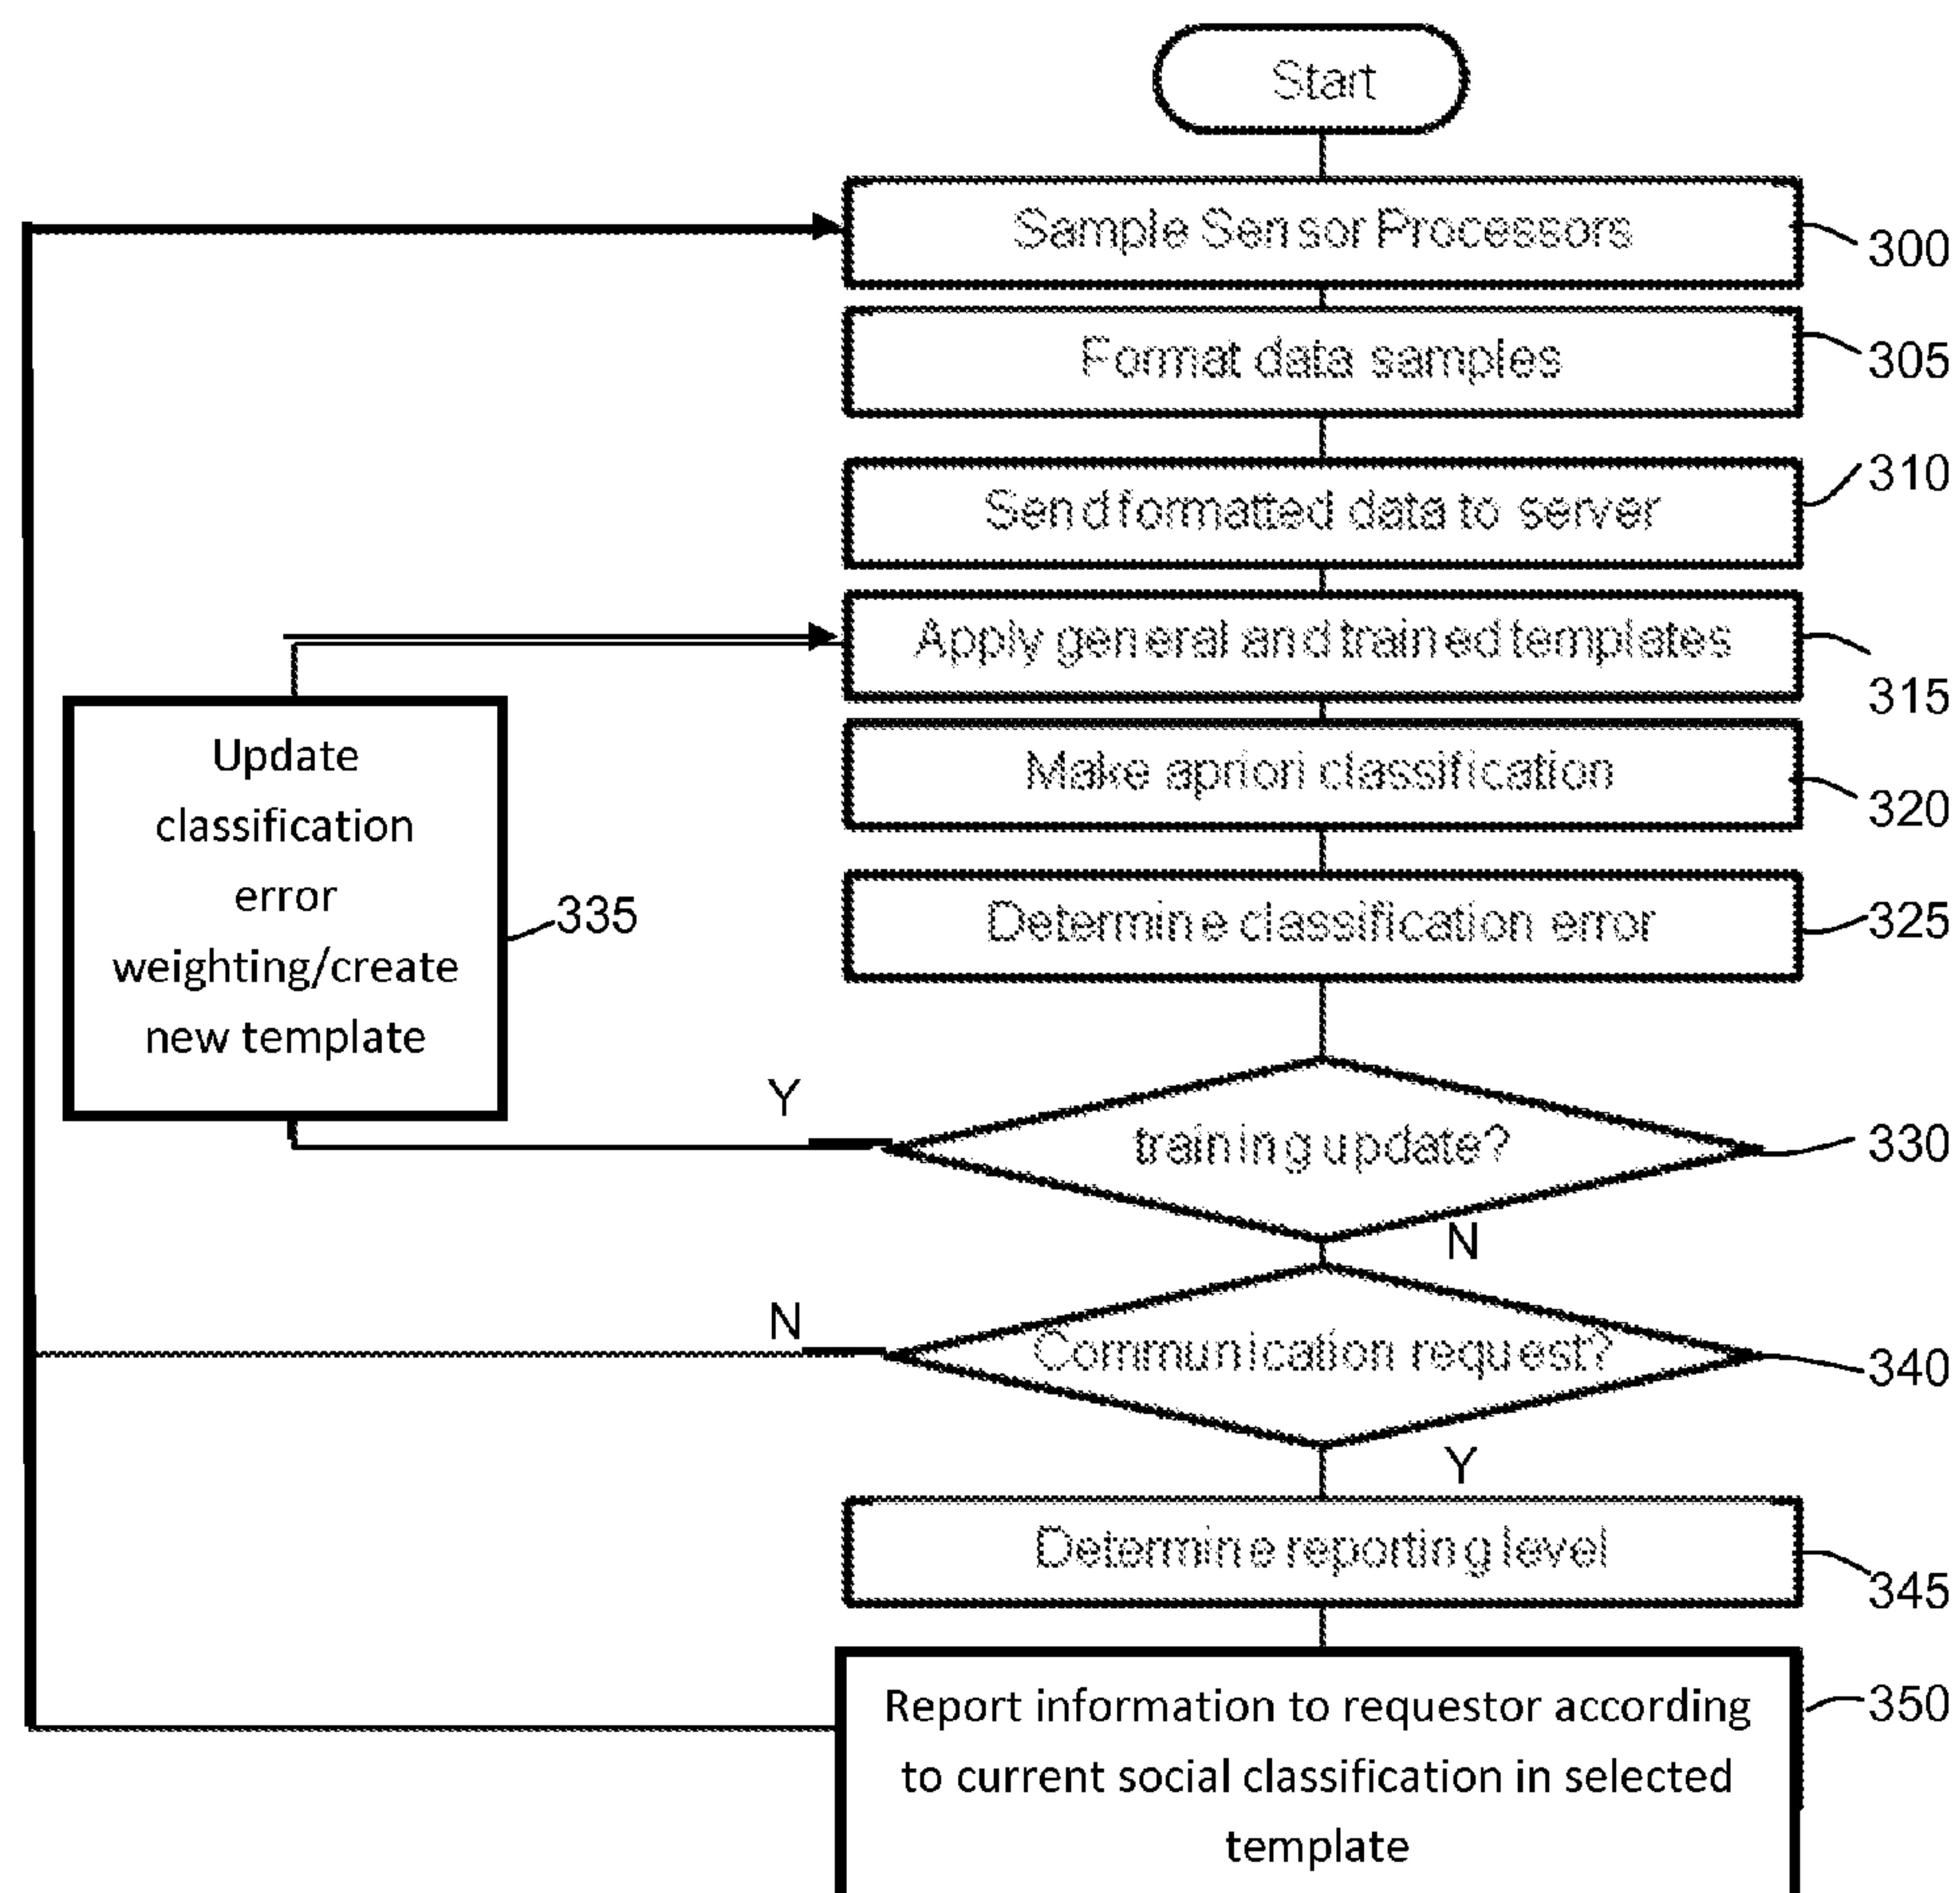 Start
Sample Sensor Processors
300
Format data samples
305
Send formatted data to server
310
Apply general and trained templates
315
Make apriori classification
320
Determine classification error
325
Update
classification
error
weighting/create
new template
335
Y
training update?
330
N
N
Communication request?
340
Y
Determine reporting level
345
Report information to requestor according
to current social classification in selected
template
350